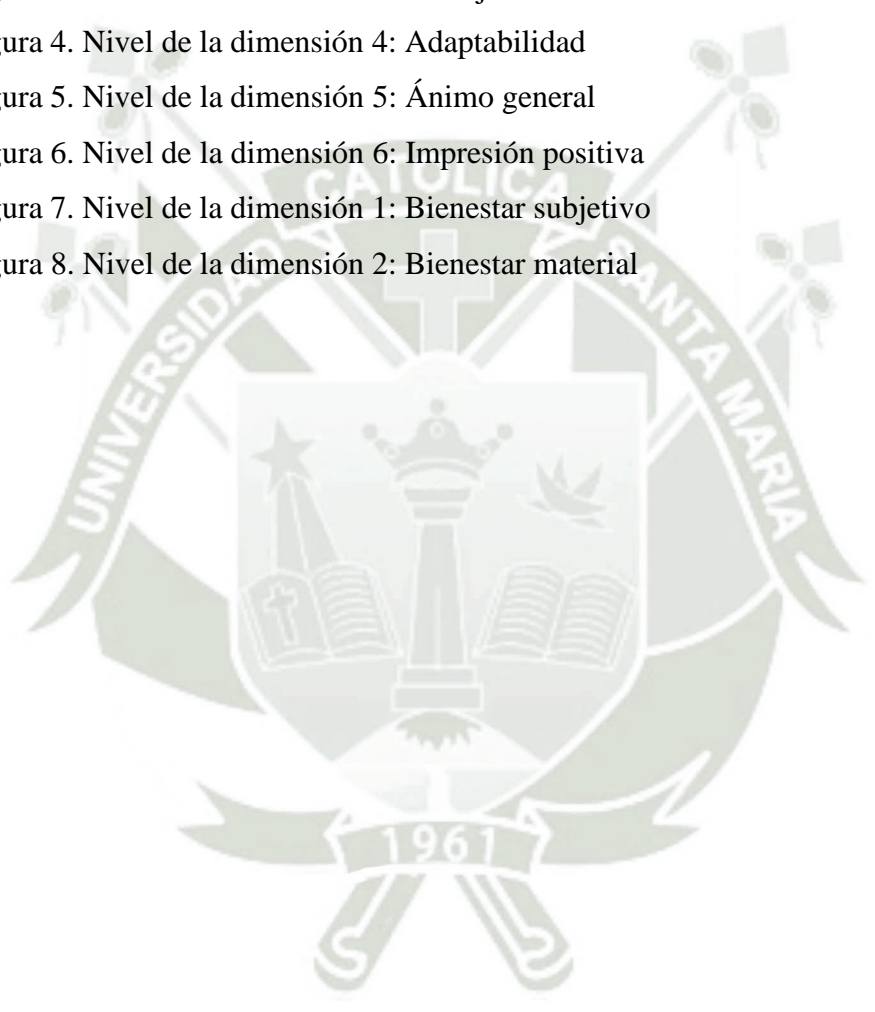 gura 4. Nivel de la dimensión 4: Adaptabilidad
gura 5. Nivel de la dimensión 5: Ánimo general
gura 6. Nivel de la dimensión 6: Impresión positiva
gura 7. Nivel de la dimensión 1: Bienestar subjetivo
gura 8. Nivel de la dimensión 2: Bienestar material
UNIVERSIDAD CATOLICA SANTA MARIA
1961